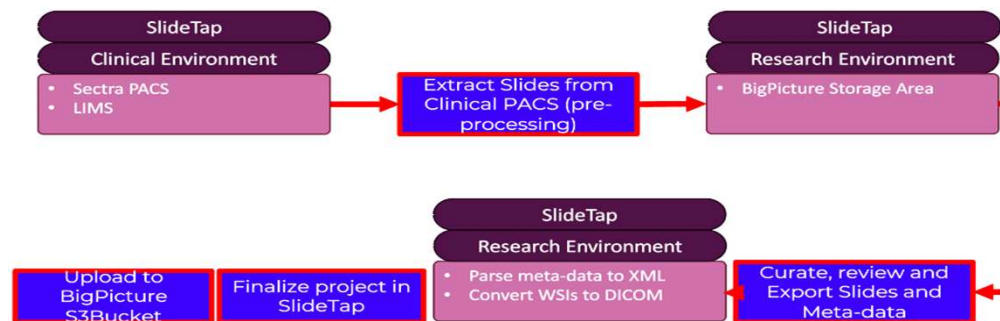 SlideTap
Clinical Environment
• Sectra PACS
• LIMS
Extract Slides from
Clinical PACS (pre-
processing)
SlideTap
Research Environment
• BigPicture Storage Area
Curate, review and
Export Slides and
Meta-data
SlideTap
Research Environment
• Parse meta-data to XML
• Convert WSIs to DICOM
Finalize project in
SlideTap
Upload to
BigPicture
S3Bucket